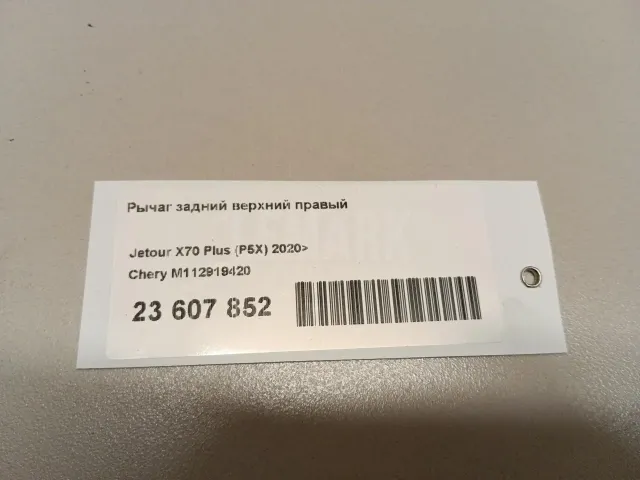 Рычаг задний верхний правый
Jetour X70 Plus (P5X) 2020>
Chery M112919420
23 607 852